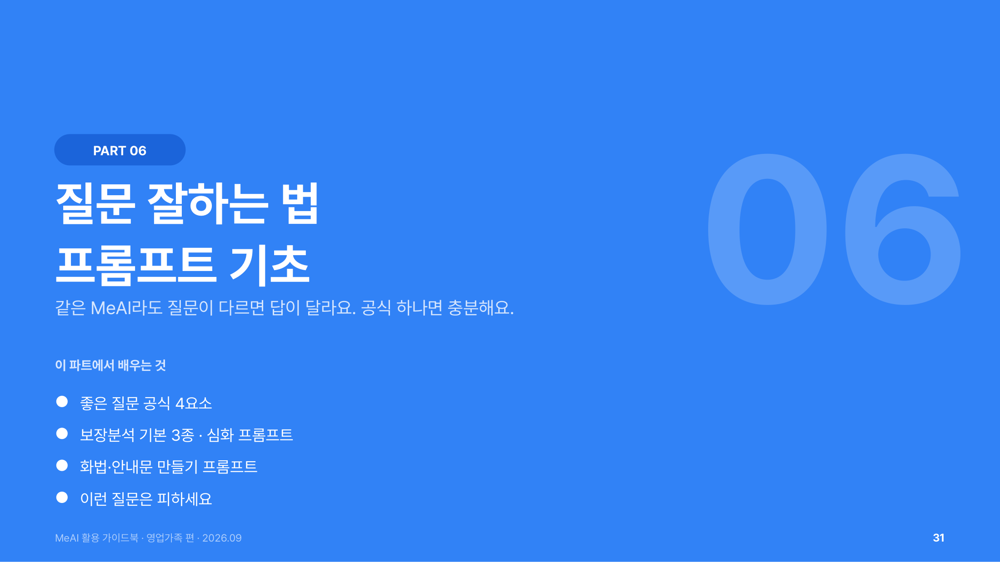 PART 06
질문 잘하는 법
프롬프트 기초
06
같은 MeAI라도 질문이 다르면 답이 달라요. 공식 하나면 충분해요.
이 파트에서 배우는 것
● 좋은 질문 공식 4요소
● 보장분석 기본 3종 · 심화 프롬프트
● 화법·안내문 만들기 프롬프트
● 이런 질문은 피하세요
MeAI 활용 가이드북 · 영업가족 편 · 2026.09
31